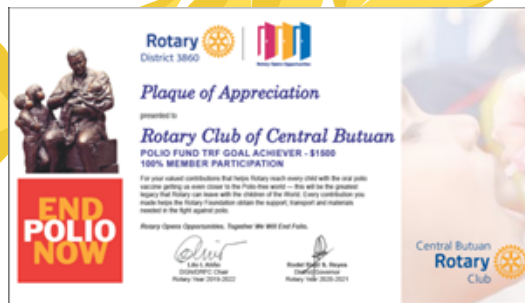 Rotary
District 3860
Rotary Opens Opportunities
Plaque of Appreciation
presented to
Rotary Club of Central Butuan
POLIO FUND TRF GOAL ACHIEVER - $1500
100% MEMBER PARTICIPATION
For your valued contributions that helps Rotary reach every child with the oral polio
vaccine getting us even closer to the Polio-free world — this will be the greatest
legacy that Rotary can leave with the children of the World. Every contribution you
made helps the Rotary Foundation obtain the support, transport and materials
needed in the fight against polio.
Rotary Opens Opportunities. Together We Will End Polio.
Chair
Rotary Year 2019-2022
S. Reyes
District Governor
Rotary Year 2020-2021
END
POLIO
NOW
Central Butuan
Rotary
Club